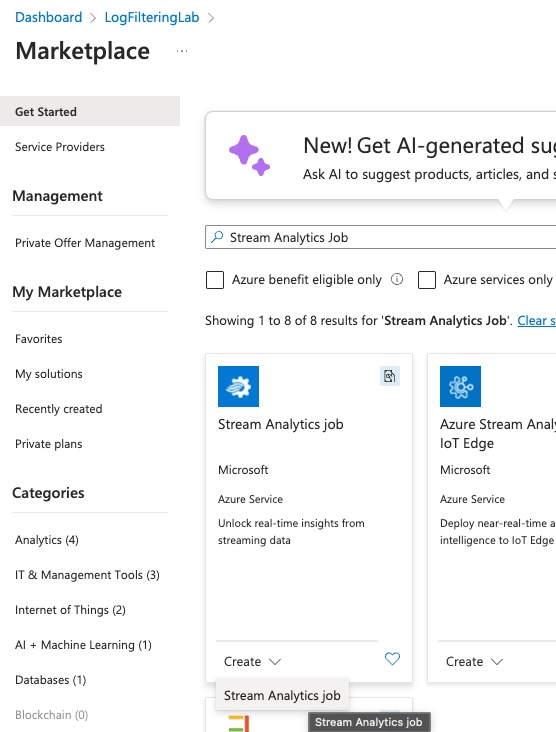 Dashboard > LogFilteringLab >
Marketplace ...
Get Started
Service Providers
Management
Private Offer Management
My Marketplace
Favorites
My solutions
Recently created
Private plans
Categories
Analytics (4)
IT & Management Tools (3)
Internet of Things (2)
AI + Machine Learning (1)
Databases (1)
Blockchain (0)
New! Get AI-generated sug
Ask AI to suggest products, articles, and s
Stream Analytics Job
Azure benefit eligible only
Azure services only
Showing 1 to 8 of 8 results for 'Stream Analytics Job'. Clear s
Stream Analytics job
Microsoft
Azure Service
Unlock real-time insights from
streaming data
Create
Stream Analytics job
Stream Analytics job
Azure Stream Analy
IoT Edge
Microsoft
Azure Service
Deploy near-real-time a
intelligence to IoT Edge
Create